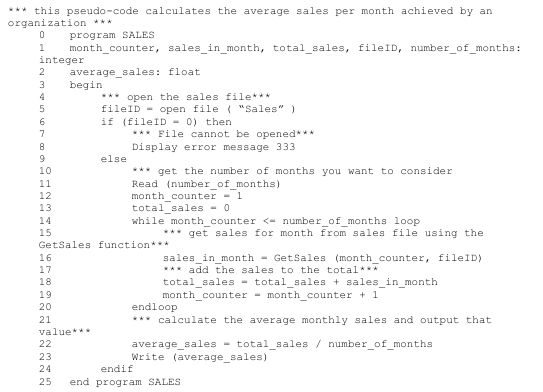 *** this pseudo-code calculates the average sales per month achieved by an
organization ***
0 program SALES
1 month_counter, sales_in_month, total_sales, fileID, number_of_months:
integer
2 average_sales: float
3 begin
4 *** open the sales file***
5 fileID = open file ( “Sales” )
6 if (fileID = 0) then
7 *** File cannot be opened***
8 Display error message 333
9 else
10 *** get the number of months you want to consider
11 Read (number_of_months)
12 month_counter = 1
13 total_sales = 0
14 while month_counter <= number_of_months loop
15 *** get sales for month from sales file using the
GetSales function***
16 sales_in_month = GetSales (month_counter, fileID)
17 *** add the sales to the total***
18 total_sales = total_sales + sales_in_month
19 month_counter = month_counter + 1
20 endloop
21 *** calculate the average monthly sales and output that
value***
22 average_sales = total_sales / number_of_months
23 Write (average_sales)
24 endif
25 end program SALES